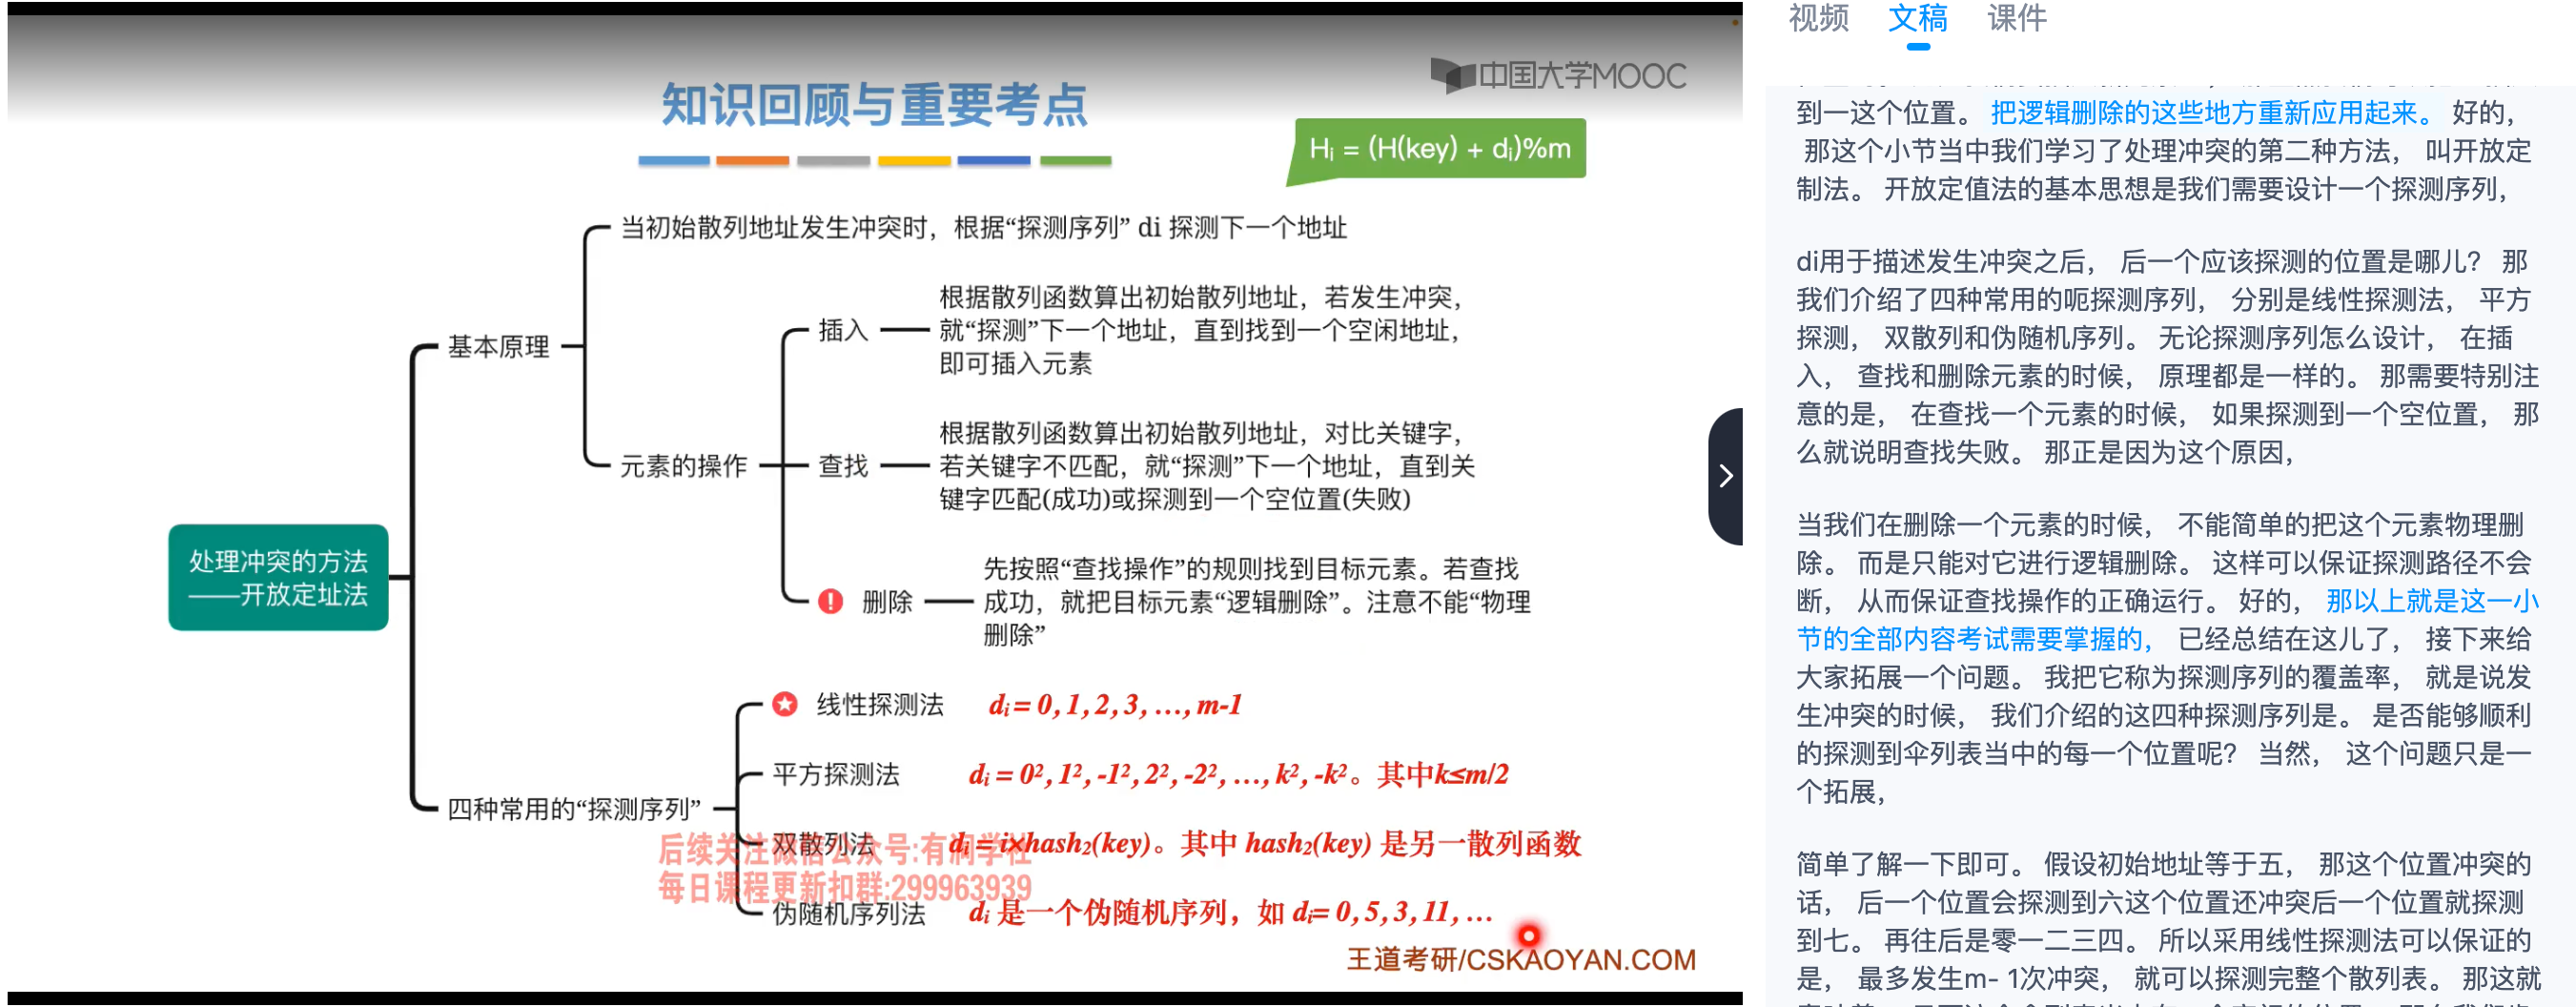 中国大学MOOC
知识回顾与重要考点
Hi = (H(key) + di)%m
当初始散列地址发生冲突时，根据“探测序列” di 探测下一个地址
基本原理
插入
根据散列函数算出初始散列地址，若发生冲突，
就“探测”下一个地址，直到找到一个空闲地址，
即可插入元素
元素的操作
查找
根据散列函数算出初始散列地址，对比关键字，
若关键字不匹配，就“探测”下一个地址，直到关
键字匹配(成功)或探测到一个空位置(失败)
处理冲突的方法
——开放定址法
! 删除
先按照“查找操作”的规则找到目标元素。若查找
成功，就把目标元素“逻辑删除”。注意不能“物理
删除”
四种常用的“探测序列”
线性探测法 di = 0, 1, 2, 3, …, m-1
平方探测法 di = 0², 1², -1², 2², -2², …, k², -k²。其中k≤m/2
双散列法 di = i×hash₂(key)。其中 hash₂(key) 是另一散列函数
伪随机序列法 di 是一个伪随机序列，如 di= 0, 5, 3, 11, …
后续关注微信公众号:有涧学社
每日课程更新扣群:299963939
王道考研/CSKAOYAN.COM
视频 文稿 课件
到一这个位置。 把逻辑删除的这些地方重新应用起来。 好的，
那这个小节当中我们学习了处理冲突的第二种方法， 叫开放定
制法。 开放定值法的基本思想是我们需要设计一个探测序列，
di用于描述发生冲突之后， 后一个应该探测的位置是哪儿？ 那
我们介绍了四种常用的呃探测序列， 分别是线性探测法， 平方
探测， 双散列和伪随机序列。 无论探测序列怎么设计， 在插
入， 查找和删除元素的时候， 原理都是一样的。 那需要特别注
意的是， 在查找一个元素的时候， 如果探测到一个空位置， 那
么就说明查找失败。 那正是因为这个原因，
当我们在删除一个元素的时候， 不能简单的把这个元素物理删
除。 而是只能对它进行逻辑删除。 这样可以保证探测路径不会
断， 从而保证查找操作的正确运行。 好的， 那以上就是这一小
节的全部内容考试需要掌握的， 已经总结在这儿了， 接下来给
大家拓展一个问题。 我把它称为探测序列的覆盖率， 就是说发
生冲突的时候， 我们介绍的这四种探测序列是。 是否能够顺利
的探测到伞列表当中的每一个位置呢？ 当然， 这个问题只是一
个拓展，
简单了解一下即可。 假设初始地址等于五， 那这个位置冲突的
话， 后一个位置会探测到六这个位置还冲突后一个位置就探测
到七。 再往后是零一二三四。 所以采用线性探测法可以保证的
是， 最多发生m- 1次冲突， 就可以探测完整个散列表。 那这就